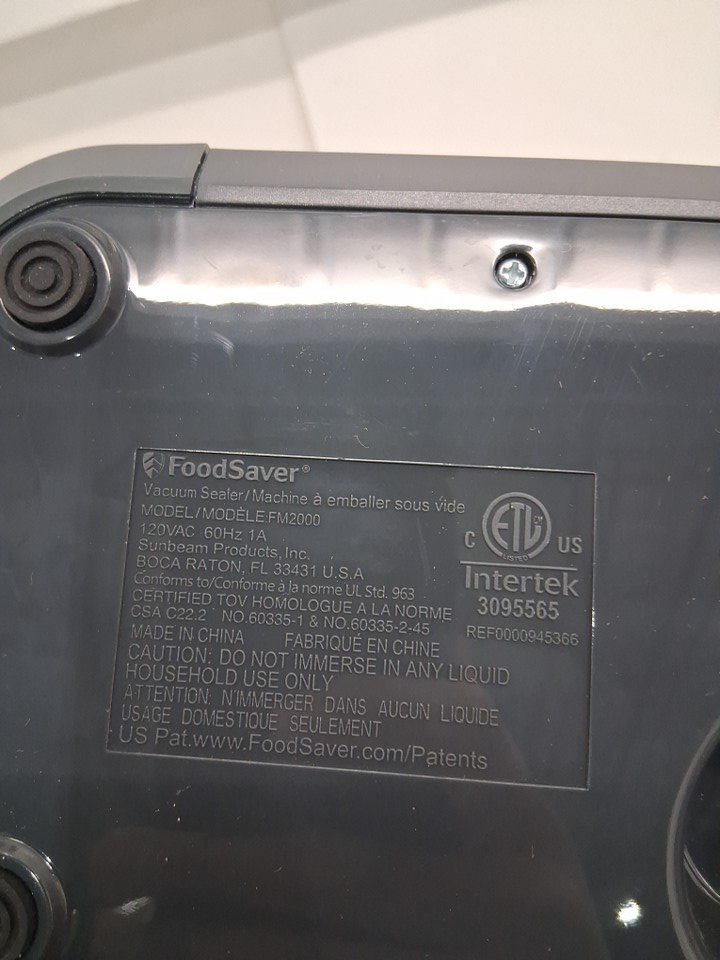 FoodSaver®
Vacuum Sealer/Machine à emballer sous vide
MODEL/MODÈLE:FM2000
120VAC 60Hz 1A
Sunbeam Products, Inc.
BOCA RATON, FL 33431 U.S.A
Conforms to/Conforme à la norme UL Std. 963
CERTIFIED TOV HOMOLOGUE A LA NORME
CSA C22.2 NO.60335-1 & NO.60335-2-45
MADE IN CHINA FABRIQUÉ EN CHINE
CAUTION: DO NOT IMMERSE IN ANY LIQUID
HOUSEHOLD USE ONLY
ATTENTION: N'IMMERGER DANS AUCUN LIQUIDE
USAGE DOMESTIQUE SEULEMENT
US Pat.www.FoodSaver.com/Patents
ETL CM
LISTED
C US
Intertek
3095565
REF0000945366